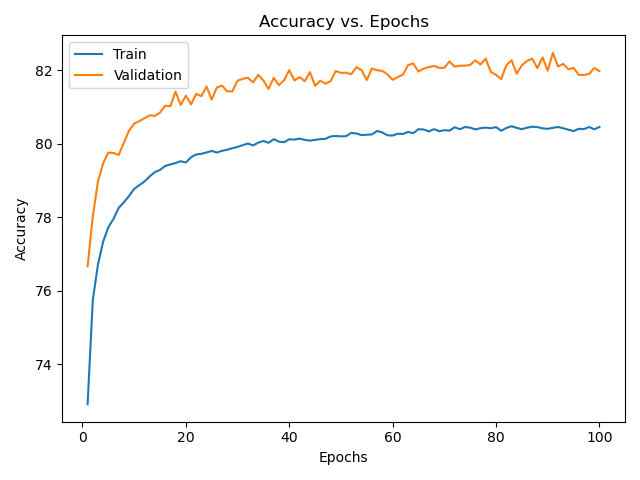 Accuracy vs. Epochs
Train
Validation
Accuracy
82
80
78
76
74
0 20 40 60 80 100
Epochs